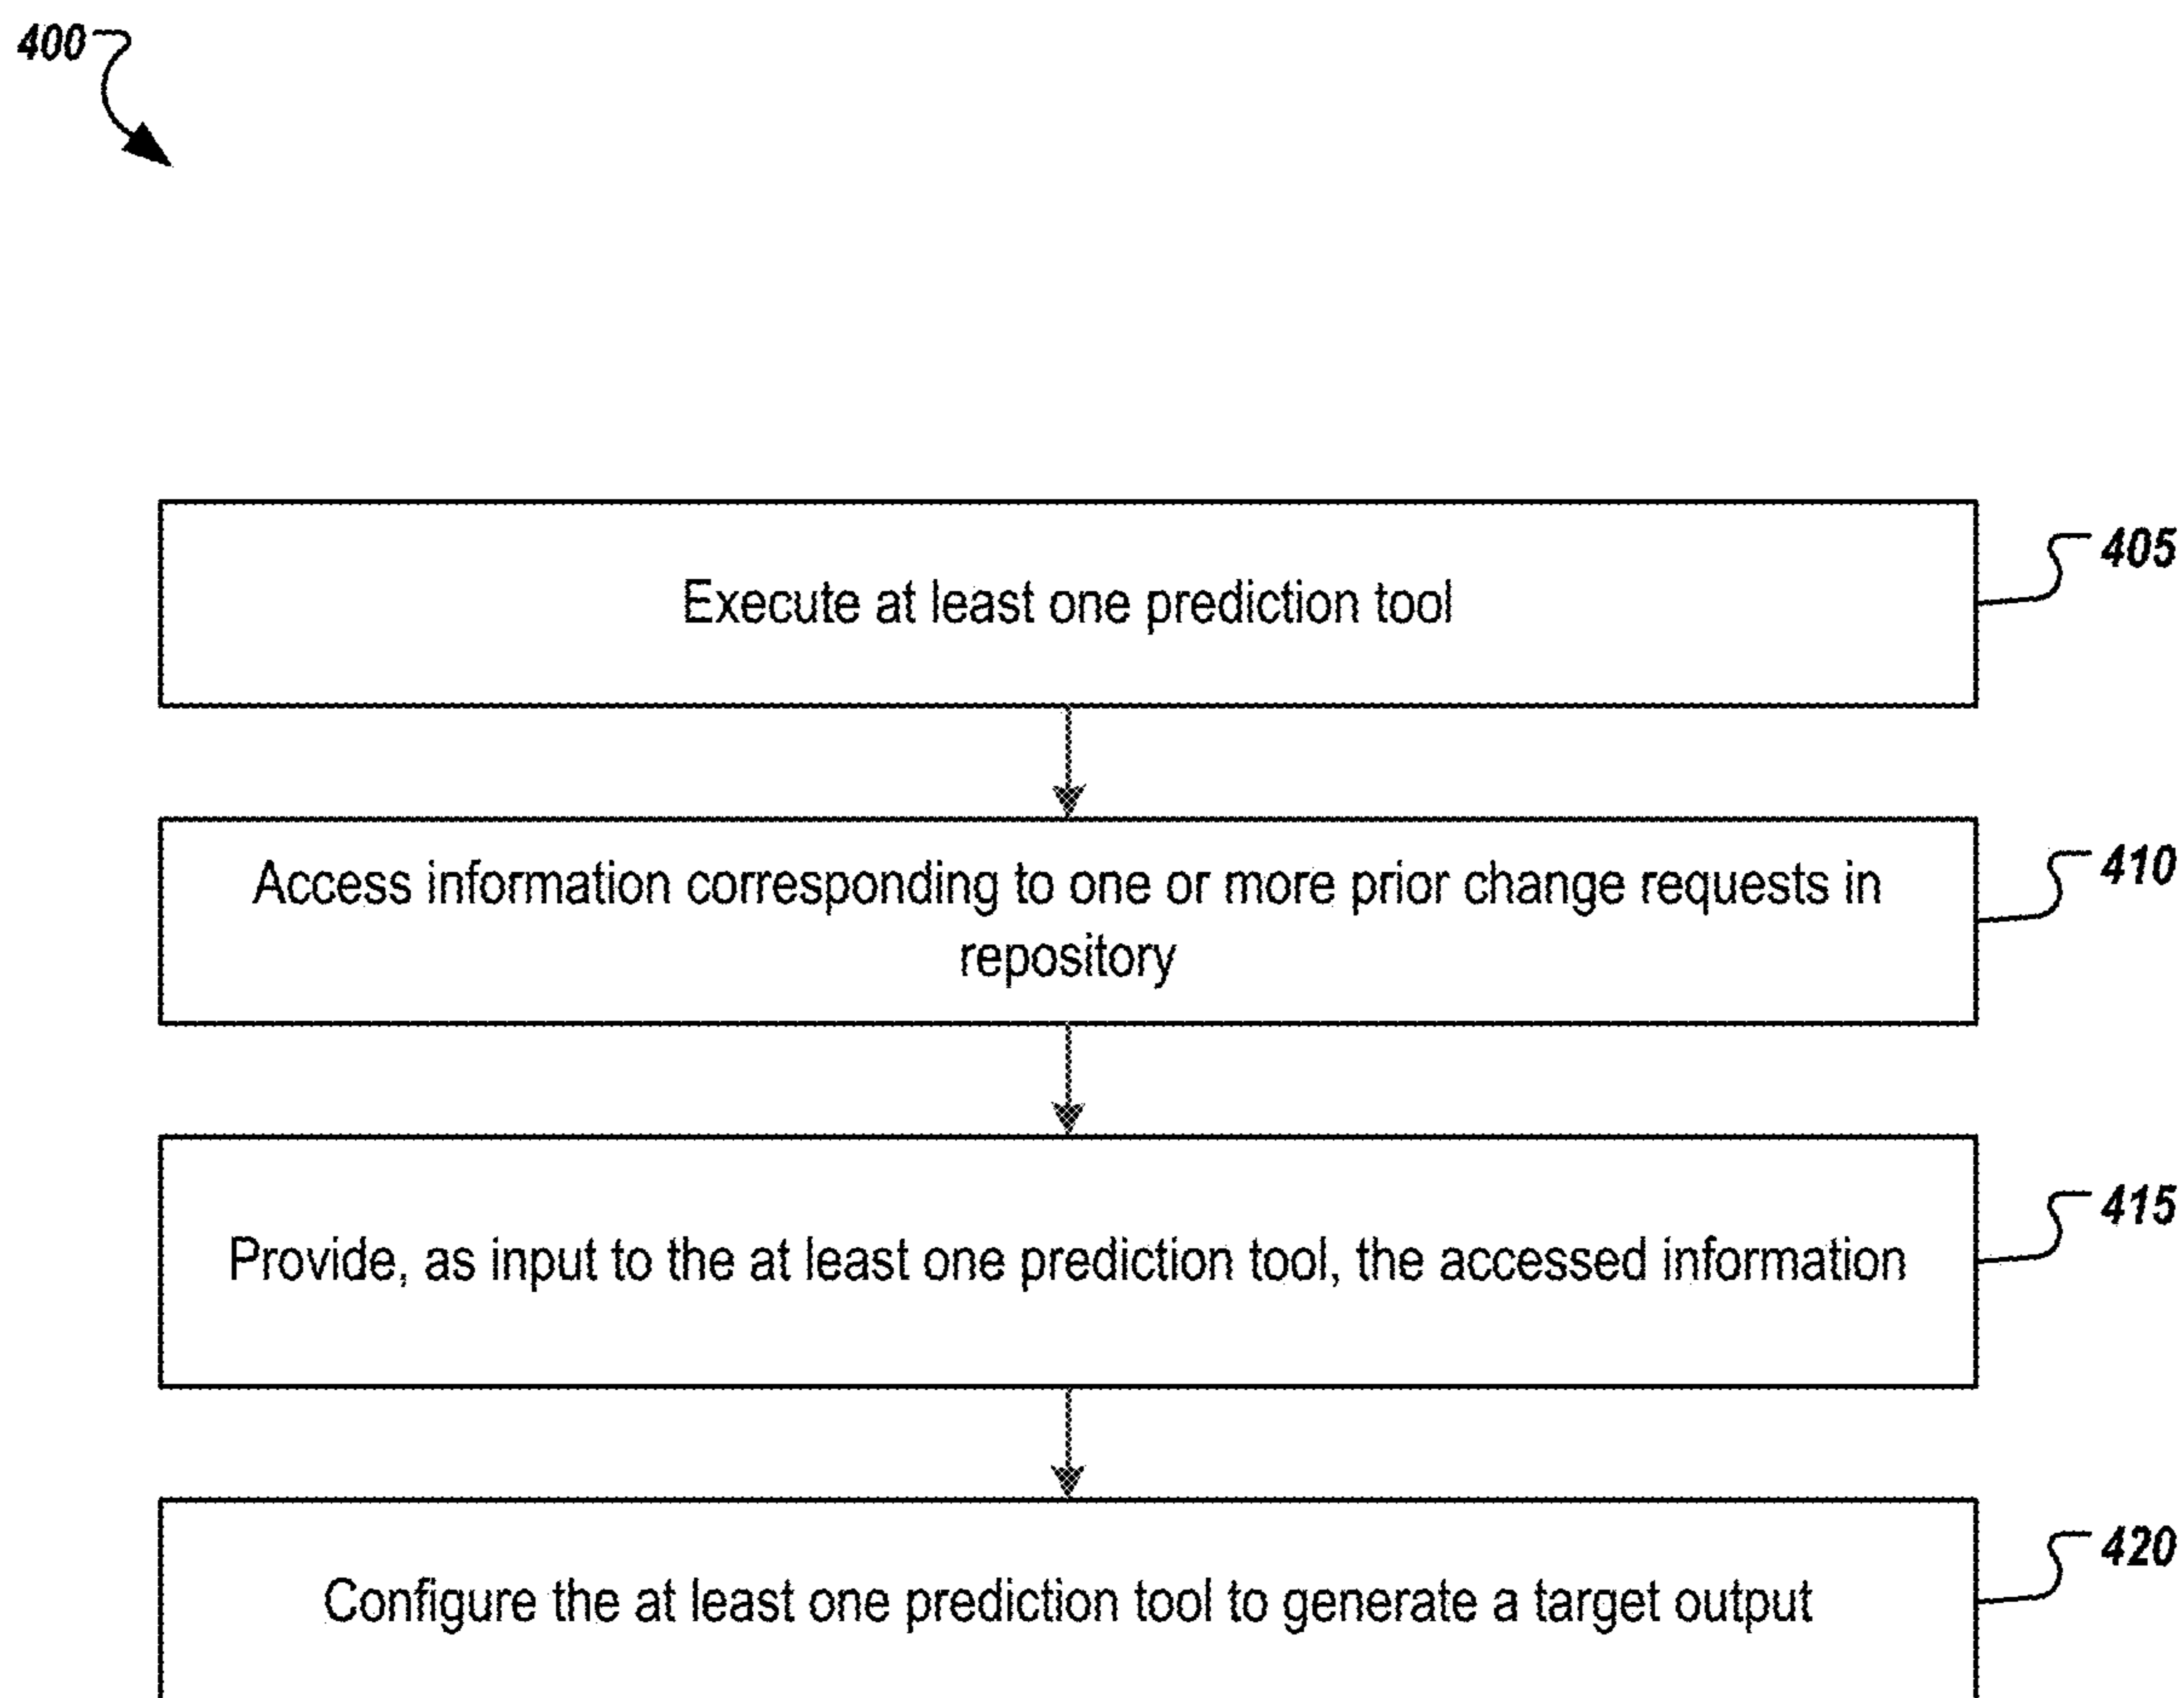 400
Execute at least one prediction tool
405
Access information corresponding to one or more prior change requests in
repository
410
Provide, as input to the at least one prediction tool, the accessed information
415
Configure the at least one prediction tool to generate a target output
420